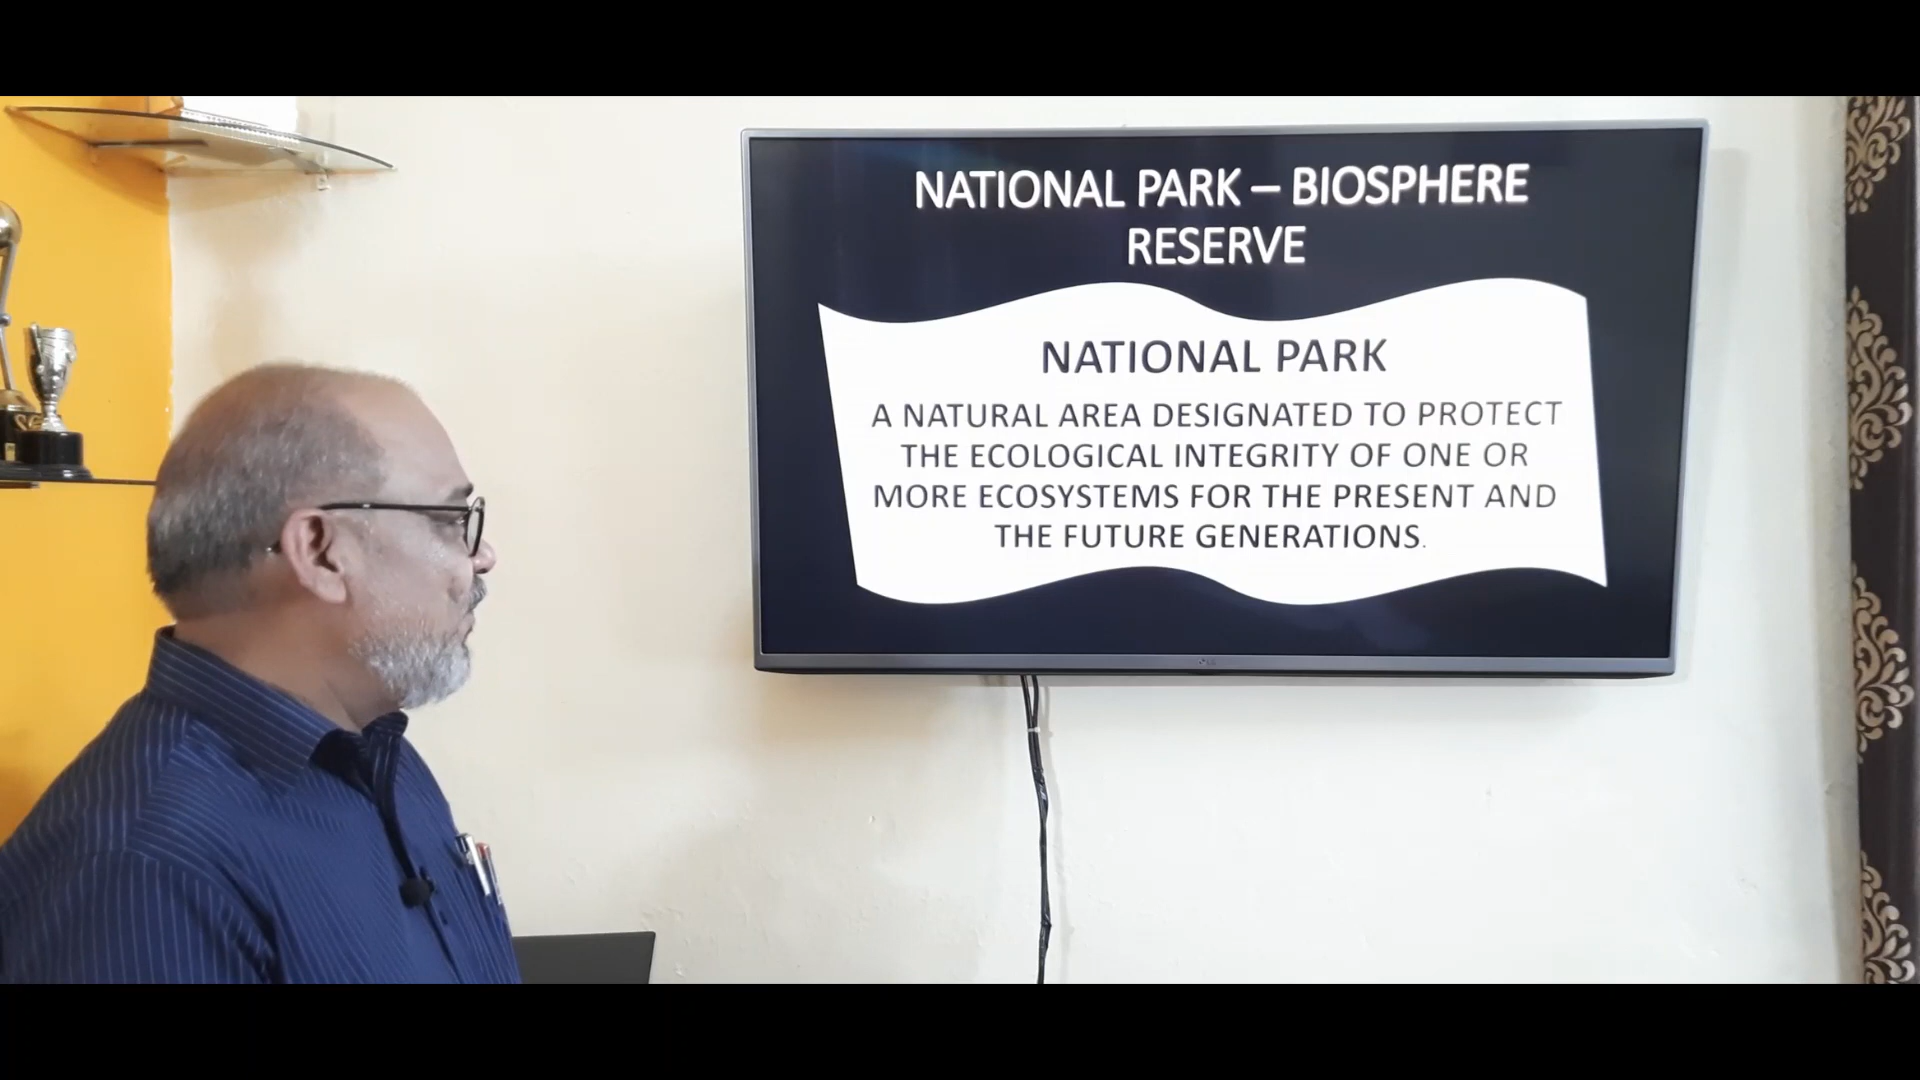 NATIONAL PARK – BIOSPHERE
RESERVE
NATIONAL PARK
A NATURAL AREA DESIGNATED TO PROTECT
THE ECOLOGICAL INTEGRITY OF ONE OR
MORE ECOSYSTEMS FOR THE PRESENT AND
THE FUTURE GENERATIONS.